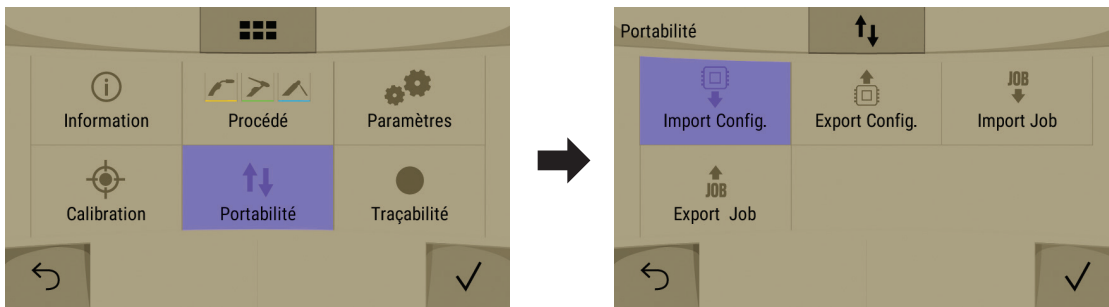 Information
Procédé
Paramètres
Calibration
Portabilité
Traçabilité
Portabilité
Import Config.
Export Config.
JOB
Import Job
JOB
Export Job